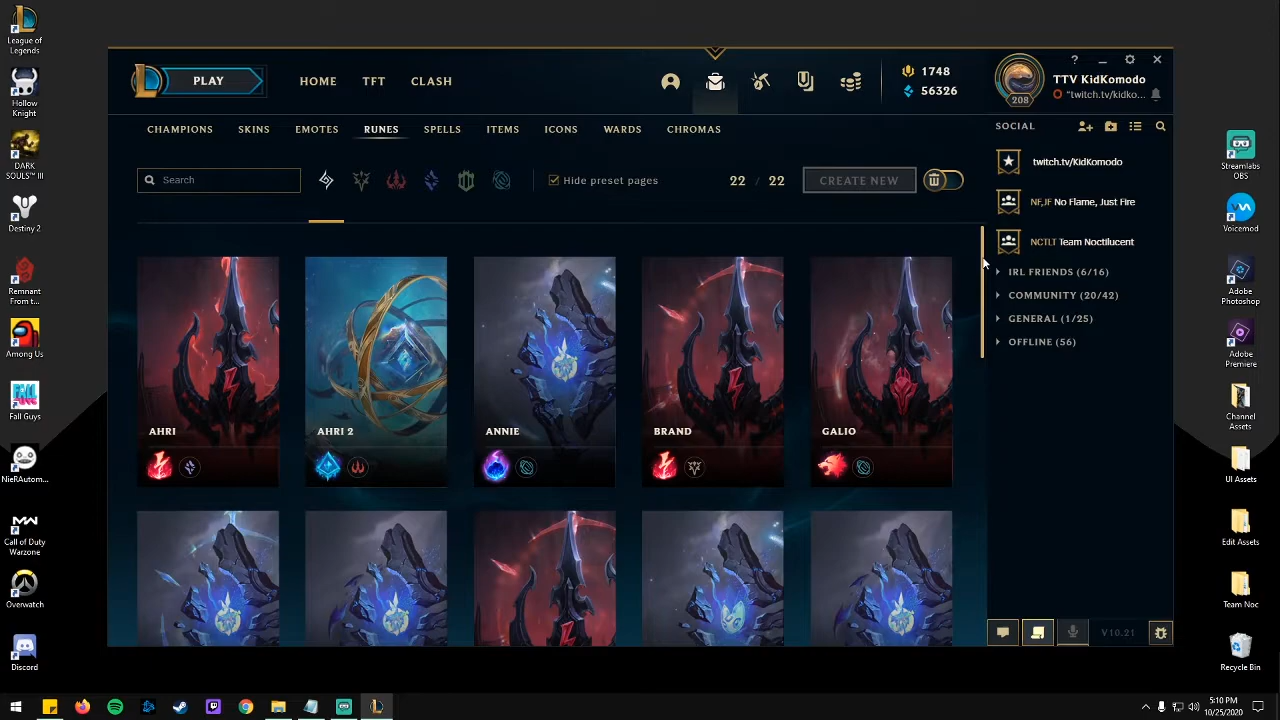 League of
Legends
Hollow
Knight
DARK
SOULS™ III
Destiny 2
Remnant
From t...
Among Us
Fall Guys
NieRAutom...
Call of Duty
Warzone
Overwatch
Discord
PLAY
HOME TFT CLASH
1748
56326
208
? 
TTV KidKomodo
"twitch.tv/kidko...
CHAMPIONS SKINS EMOTES RUNES SPELLS ITEMS ICONS WARDS CHROMAS
Search
Hide preset pages
22 / 22
CREATE NEW
AHRI
AHRI 2
ANNIE
BRAND
GALIO
SOCIAL
twitch.tv/KidKomodo
NFJF No Flame, Just Fire
NCTLT Team Noctilucent
IRL FRIENDS (6/16)
COMMUNITY (20/42)
GENERAL (1/25)
OFFLINE (56)
V10.21
Streamlabs
OBS
Voicemod
Adobe
Photoshop
Adobe
Premiere
Channel
Assets
UI Assets
Edit Assets
Team Noc
Recycle Bin
5:10 PM
10/25/2020